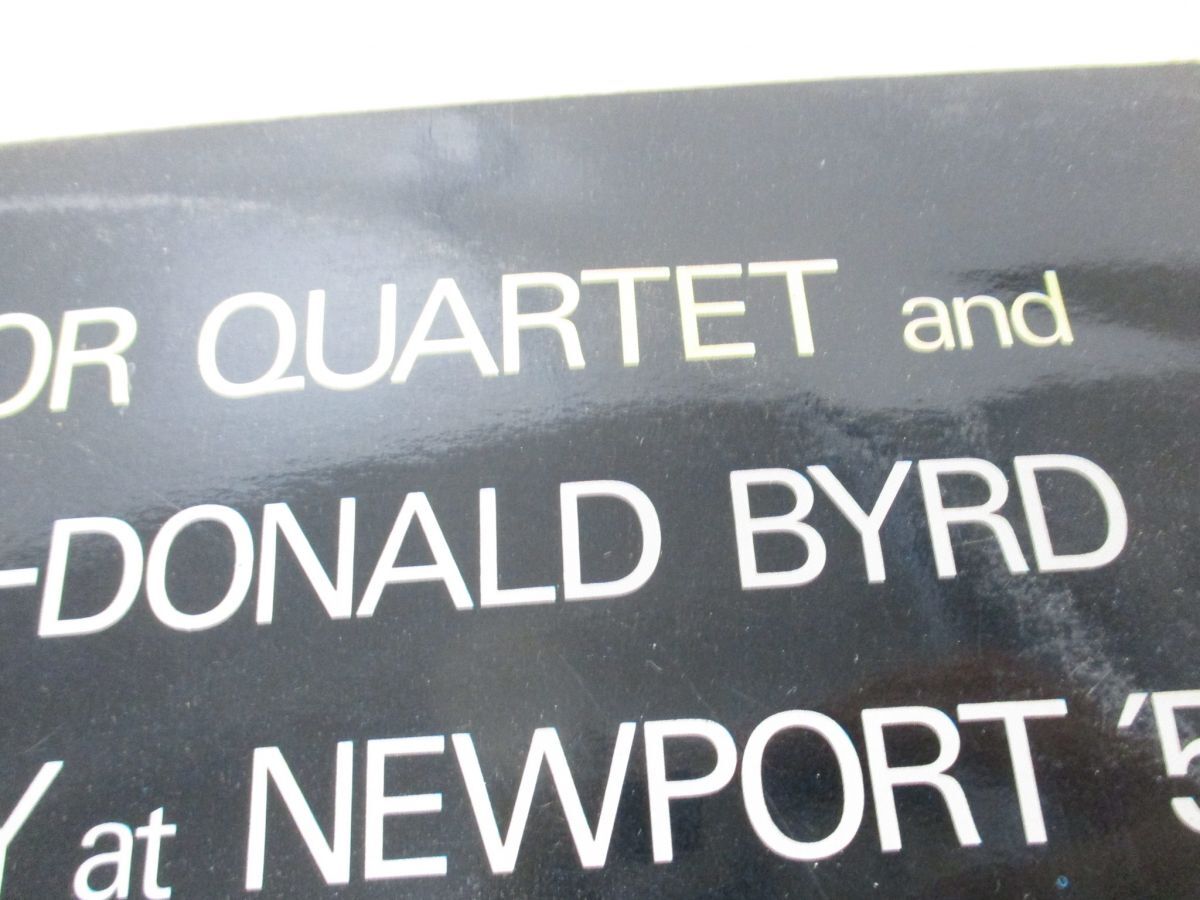 OR QUARTET and
-DONALD BYRD
Y at NEWPORT '5